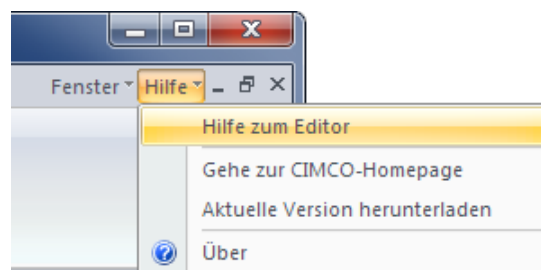 Fenster Hilfe
Hilfe zum Editor
Gehe zur CIMCO-Homepage
Aktuelle Version herunterladen
Über